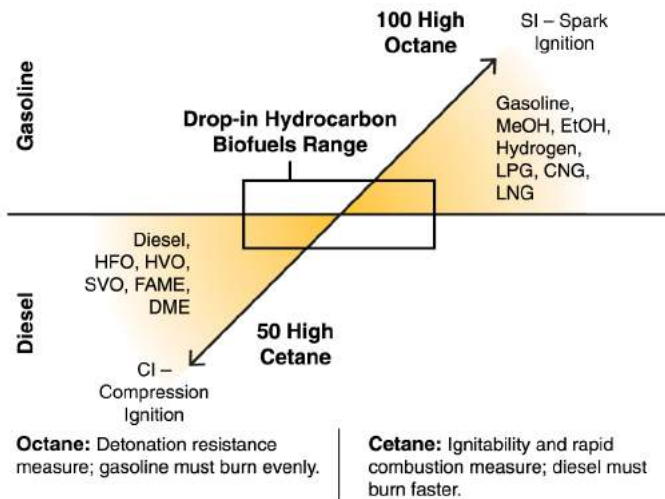 100 High
Octane
SI – Spark
Ignition
Gasoline
Drop-in Hydrocarbon
Biofuels Range
Gasoline,
MeOH, EtOH,
Hydrogen,
LPG, CNG,
LNG
Diesel,
HFO, HVO,
SVO, FAME,
DME
Diesel
50 High
Cetane
CI –
Compression
Ignition
Octane: Detonation resistance
measure; gasoline must burn evenly.
Cetane: Ignitability and rapid
combustion measure; diesel must
burn faster.